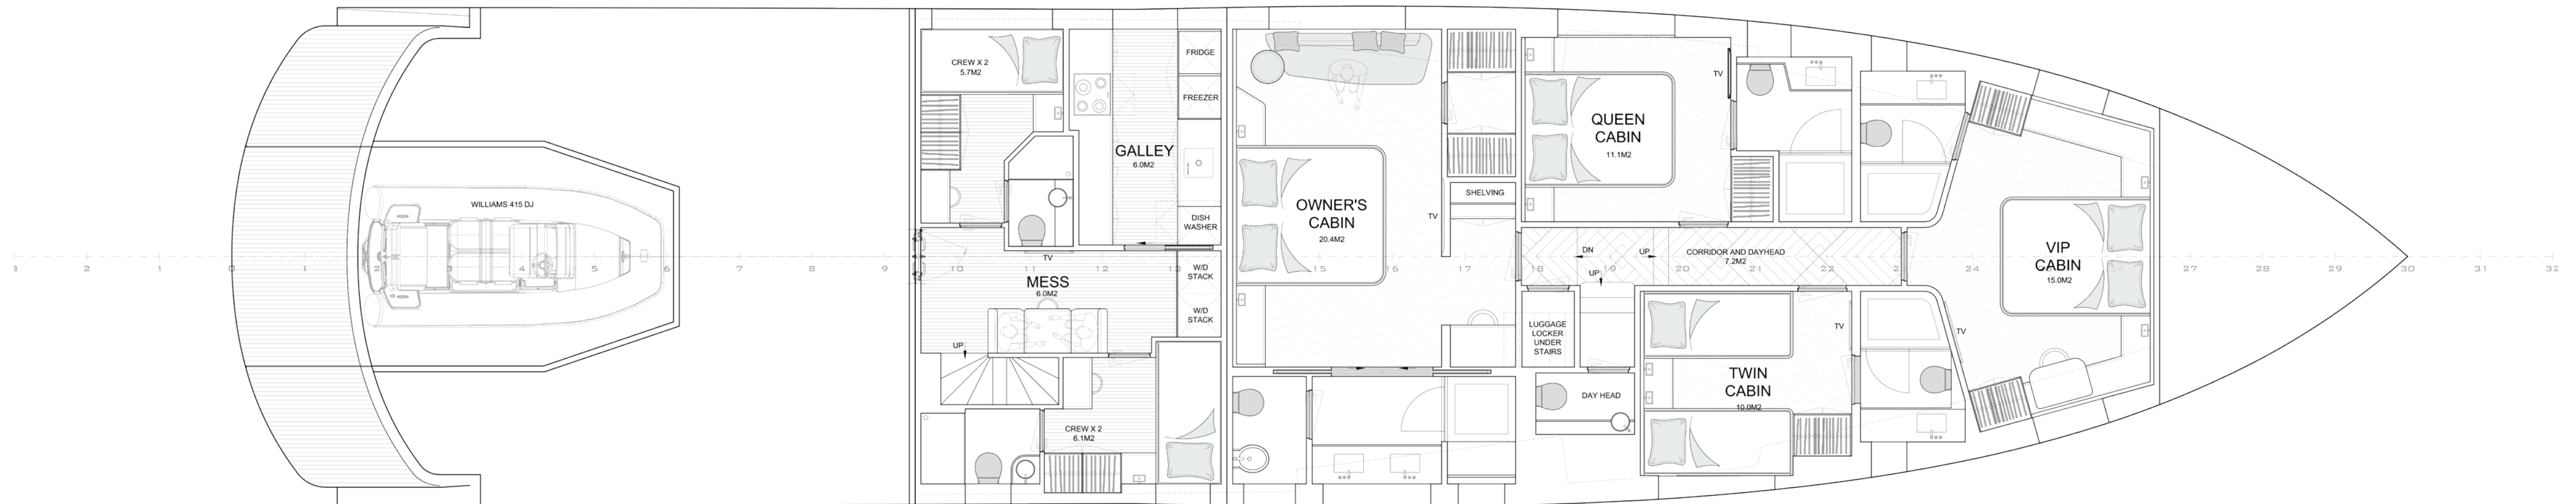 WILLIAMS 415 DJ
CREW X 2
5.7M2
GALLEY
6.0M2
FRIDGE
FREEZER
DISH
WASHER
TV
MESS
6.0M2
W/D
STACK
W/D
STACK
UP
CREW X 2
6.1M2
OWNER'S
CABIN
20.4M2
TV
SHELVING
QUEEN
CABIN
11.1M2
TV
DN
UP
UP
CORRIDOR AND DAYHEAD
7.2M2
LUGGAGE
LOCKER
UNDER
STAIRS
DAY HEAD
TWIN
CABIN
10.0M2
TV
TV
VIP
CABIN
15.0M2
2 1 0 1 2 3 4 5 6 7 8 9 10 11 12 13 15 16 17 18 19 20 21 22 23 24 27 28 29 30 31 32